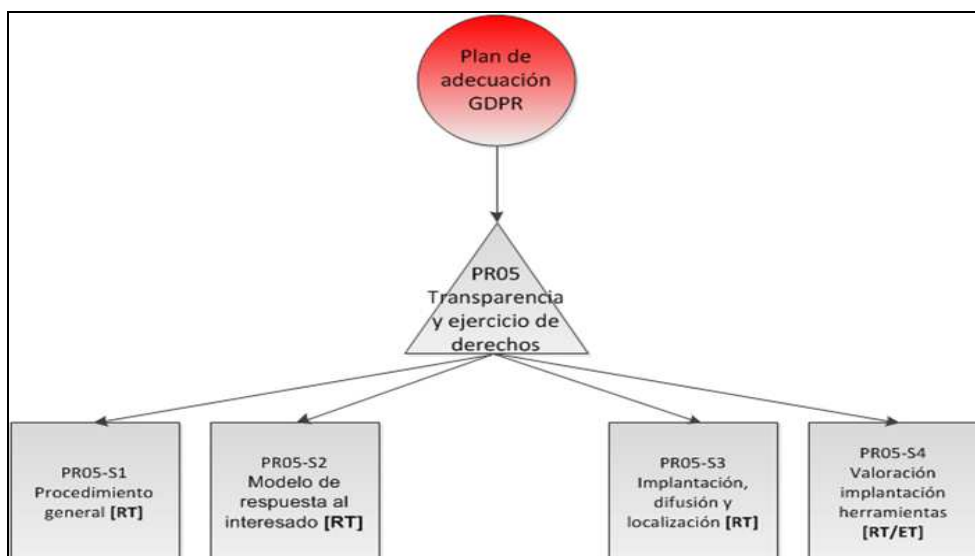 Plan de
adecuación
GDPR
PR05
Transparencia
y ejercicio de
derechos
PR05-S1
Procedimiento
general [RT]
PR05-S2
Modelo de
respuesta al
interesado [RT]
PR05-S3
Implantación,
difusión y
localización [RT]
PR05-S4
Valoración
implantación
herramientas
[RT/ET]